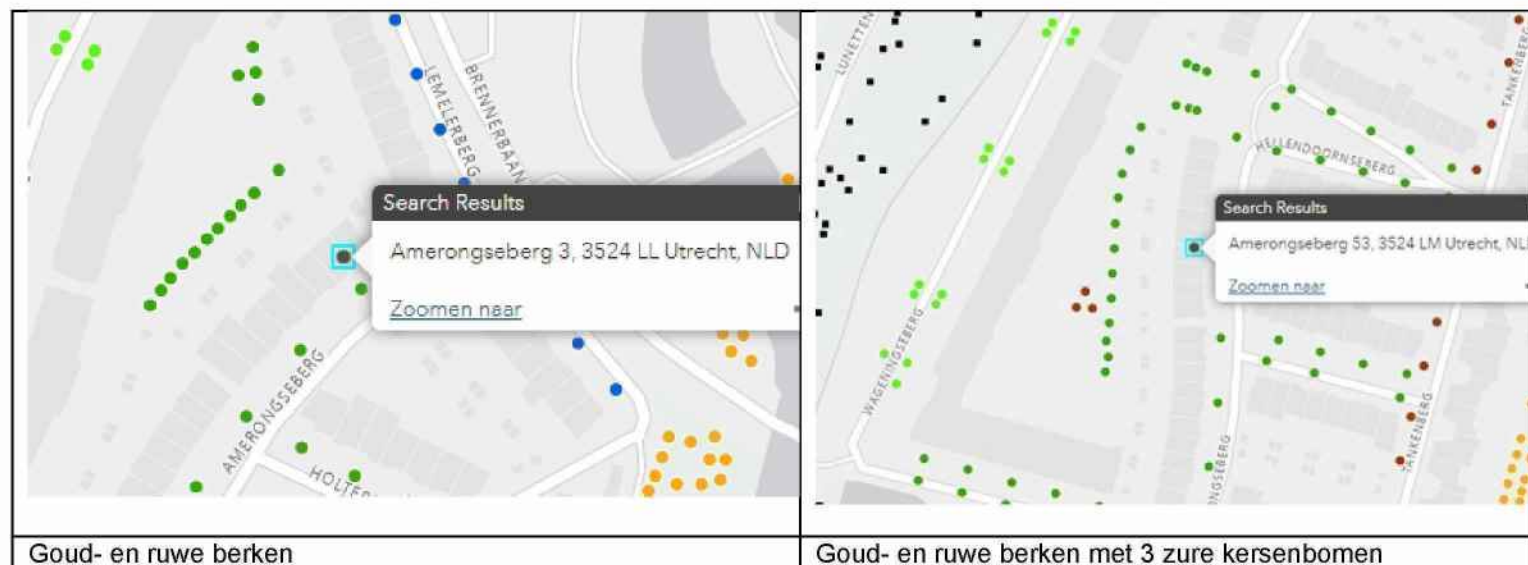 LEMELERBERG
BRENNERBAAN
Search Results
Amerongseberg 3, 3524 LL Utrecht, NLD
Zoomen naar
AMERONGSEBERG
Goud- en ruwe berken
LUNETTEN
TANKENBERG
HELLENDOORNSEBERG
Search Results
Amerongseberg 53, 3524 LM Utrecht, NL
Zoomen naar
WAGENINGSEBERG
TANKENBERG
Goud- en ruwe berken met 3 zure kersenbomen